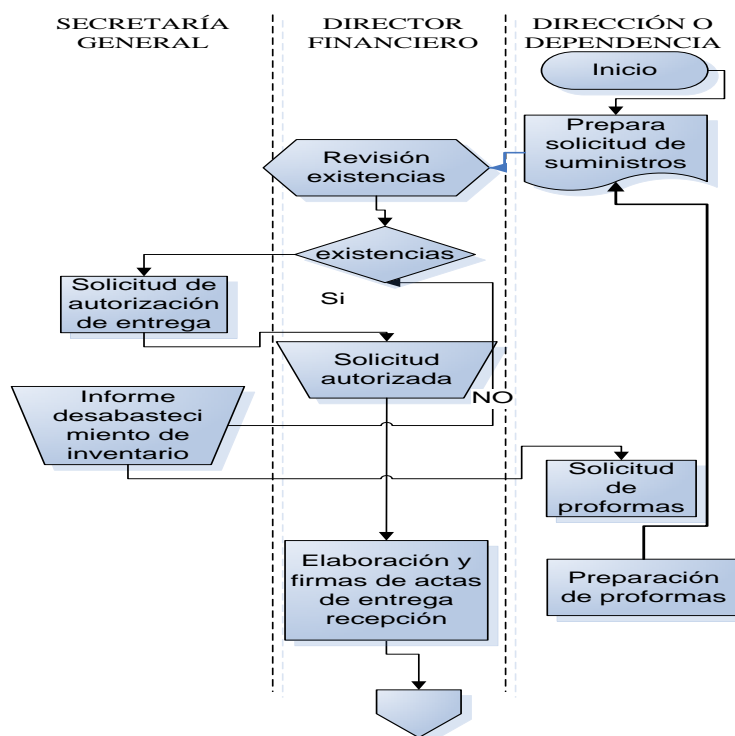 SECRETARÍA
GENERAL
DIRECTOR
FINANCIERO
DIRECCIÓN O
DEPENDENCIA
Inicio
Prepara
solicitud de
suministros
Revisión
existencias
existencias
Solicitud de
autorización
de entrega
Si
Solicitud
autorizada
NO
Informe
desabasteci
miento de
inventario
Solicitud
de
proformas
Elaboración y
firmas de actas
de entrega
recepción
Preparación
de proformas